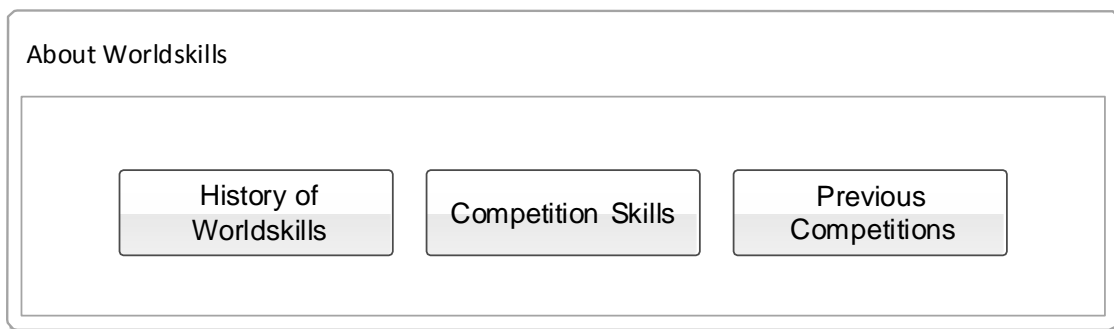 About Worldskills
History of
Worldskills
Competition Skills
Previous
Competitions